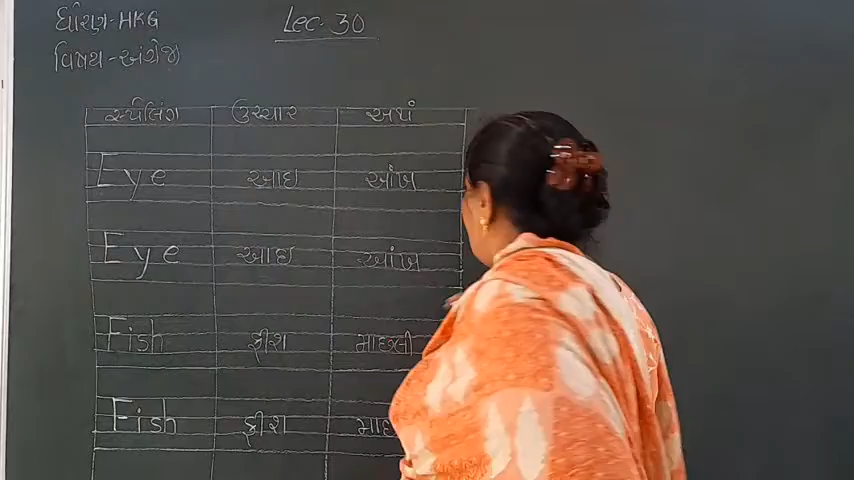 ધોરણ-HKG
Lec-30
વિષય-અંગ્રેજી
સ્પેલિંગ ઉચ્ચાર અર્થ
Eye આઇ આંખ
Eye આઇ આંખ
Fish ફીશ માછલી
Fish ફીશ